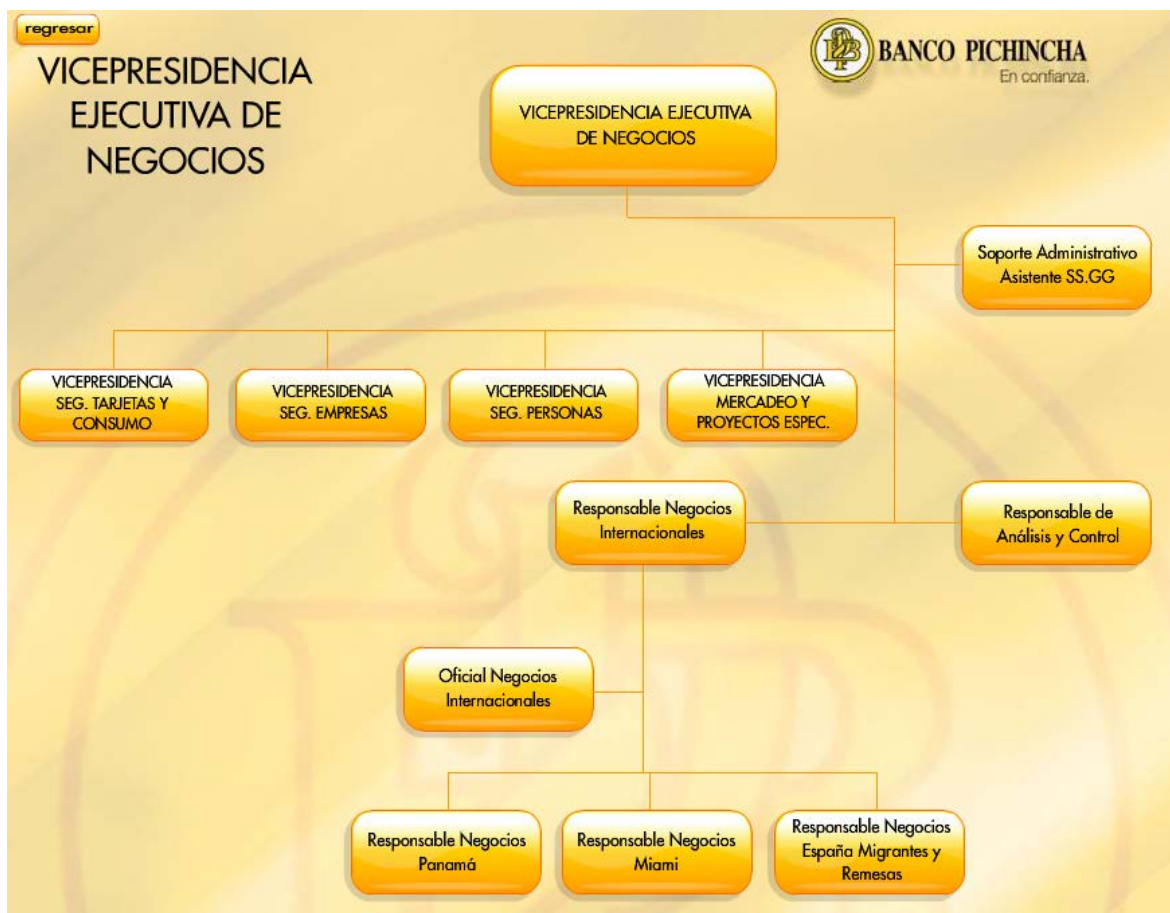 regresar
VICEPRESIDENCIA
EJECUTIVA DE
NEGOCIOS
BANCO PICHINCHA
En confianza.
VICEPRESIDENCIA EJECUTIVA
DE NEGOCIOS
Soporte Administrativo
Asistente SS.GG
VICEPRESIDENCIA
SEG. TARJETAS Y
CONSUMO
VICEPRESIDENCIA
SEG. EMPRESAS
VICEPRESIDENCIA
SEG. PERSONAS
VICEPRESIDENCIA
MERCADEO Y
PROYECTOS ESPEC.
Responsable Negocios
Internacionales
Responsable de
Análisis y Control
Oficial Negocios
Internacionales
Responsable Negocios
Panamá
Responsable Negocios
Miami
Responsable Negocios
España Migrantes y
Remesas